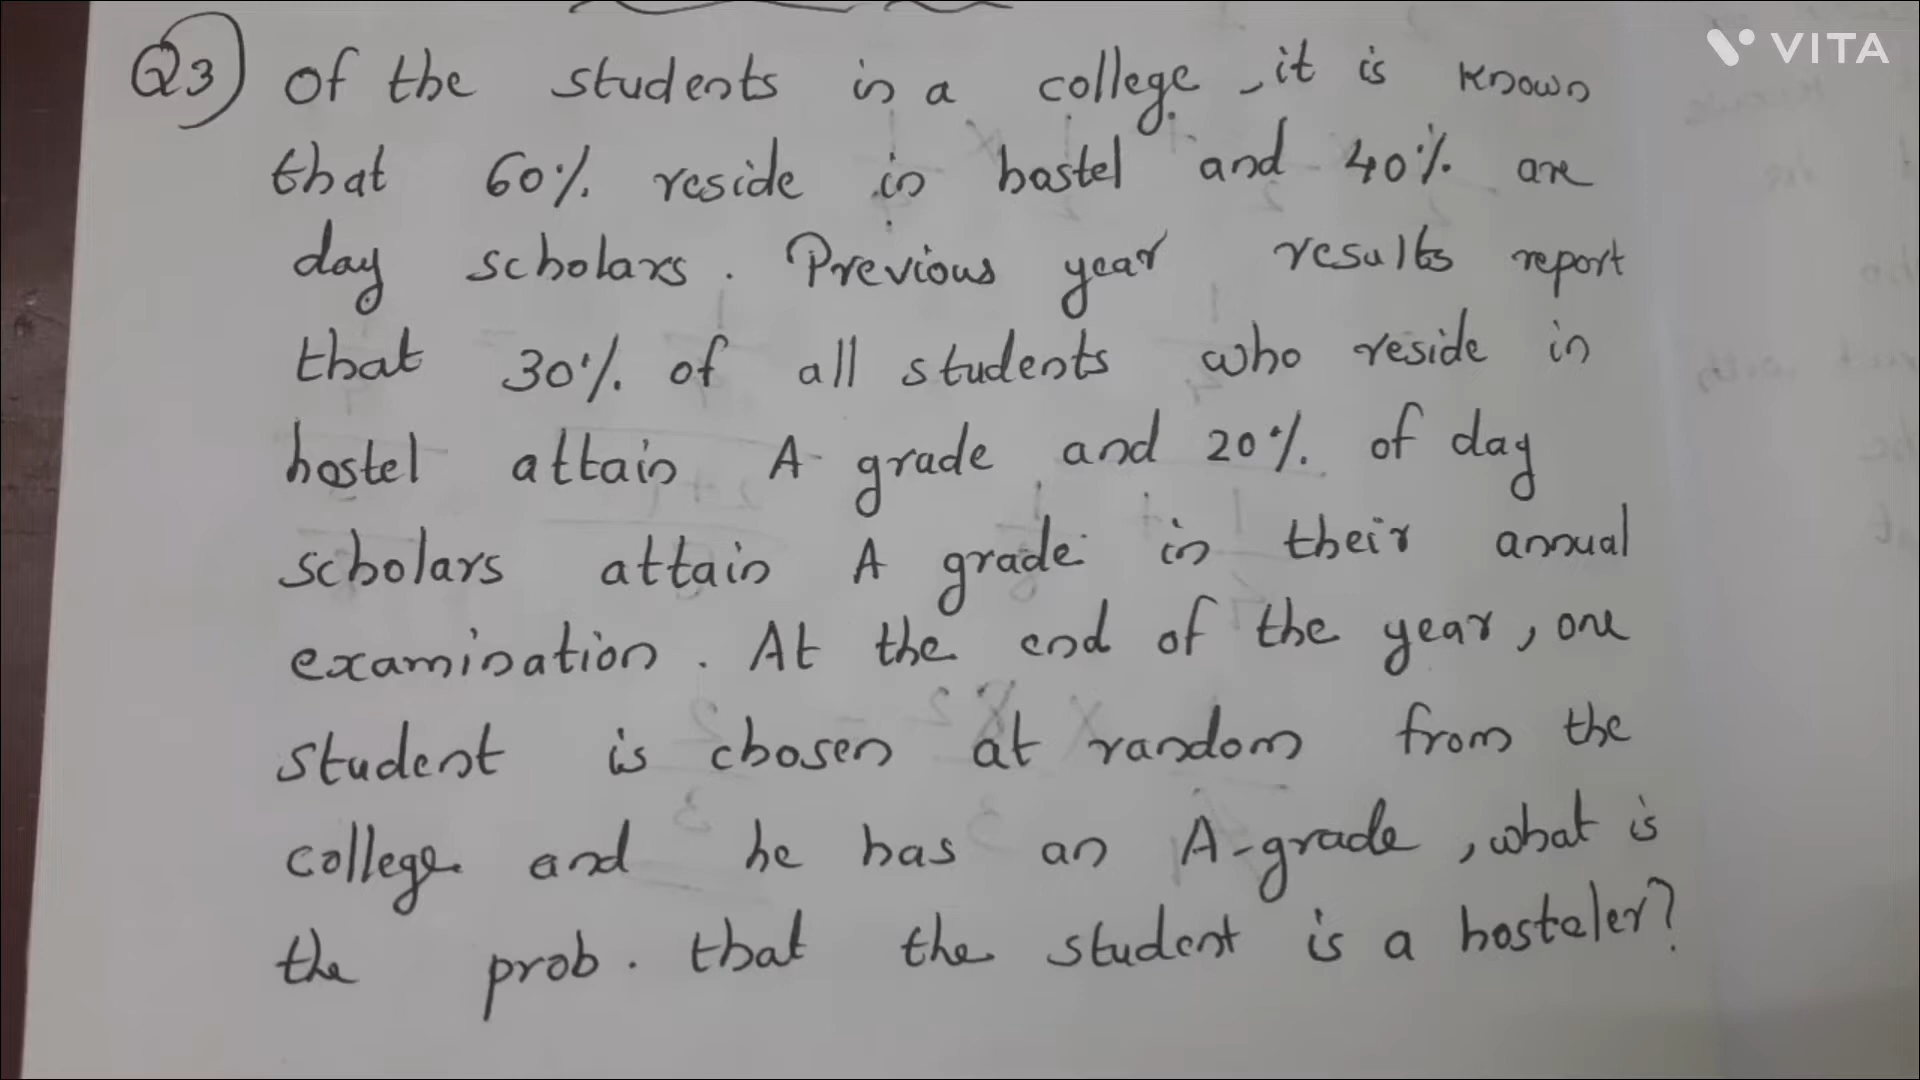 VITA
Q3) Of the students in a college, it is known
that 60% reside in hostel and 40% are
day scholars. Previous year results report
that 30% of all students who reside in
hostel attain A grade and 20% of day
scholars attain A grade in their annual
examination. At the end of the year, one
student is chosen at random from the
college and he has an A-grade, what is
the prob. that the student is a hosteler?